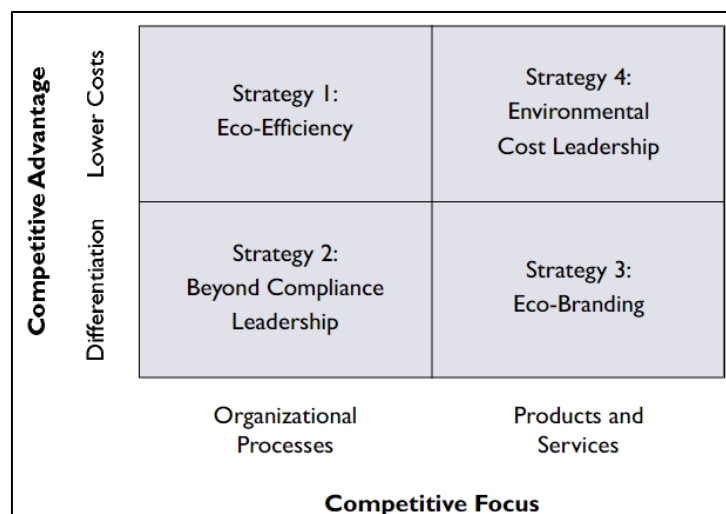 Competitive Advantage
Lower Costs
Differentiation
Strategy 1:
Eco-Efficiency
Strategy 4:
Environmental
Cost Leadership
Strategy 2:
Beyond Compliance
Leadership
Strategy 3:
Eco-Branding
Organizational
Processes
Products and
Services
Competitive Focus